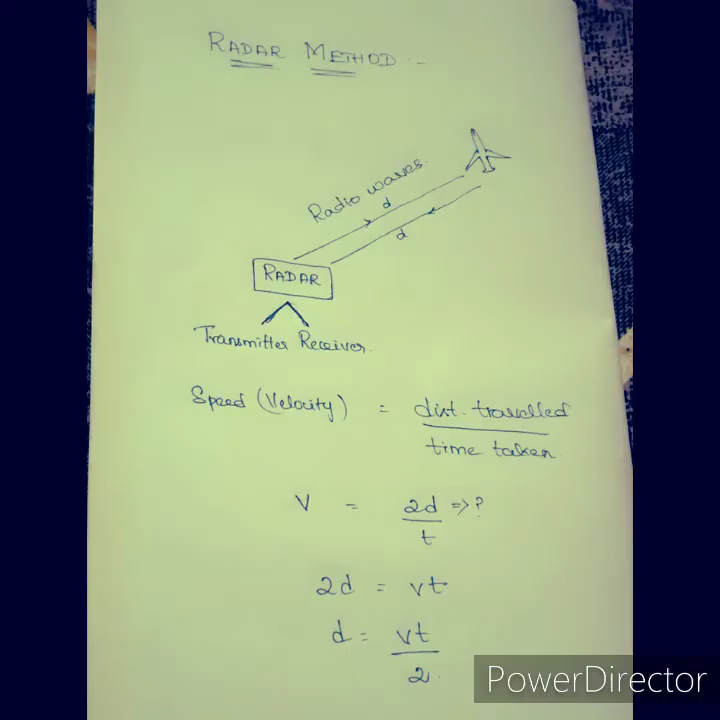 RADAR METHOD :-
Radio waves.
d
d
RADAR
Transmitter Receiver.
Speed (Velocity) = dist. travelled
time taken.
V = 2d => ?
t
2d = vt
d = vt
2.
PowerDirector